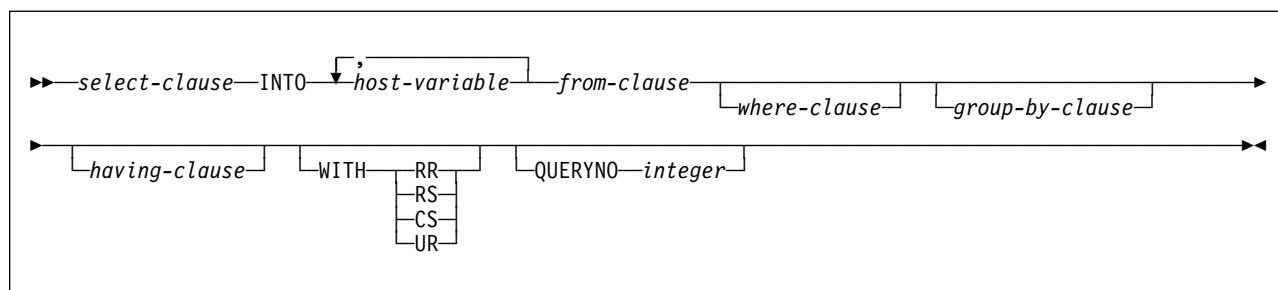 ,
select-clause INTO host-variable from-clause
where-clause group-by-clause
having-clause WITH RR QUERYNO integer
RS
CS
UR